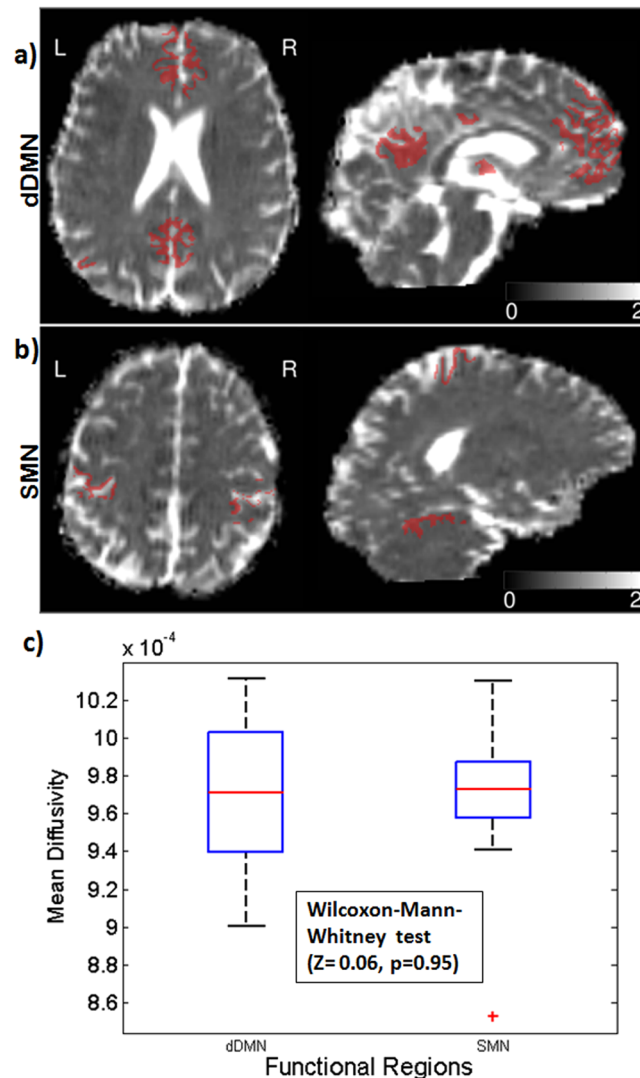 a)
L
R
dDMN
0
2
b)
L
R
SMN
0
2
c)
x 10-4
10.2
10
9.8
9.6
9.4
9.2
9
8.8
8.6
Mean Diffusivity
Wilcoxon-Mann-
Whitney test
(Z= 0.06, p=0.95)
dDMN
SMN
Functional Regions